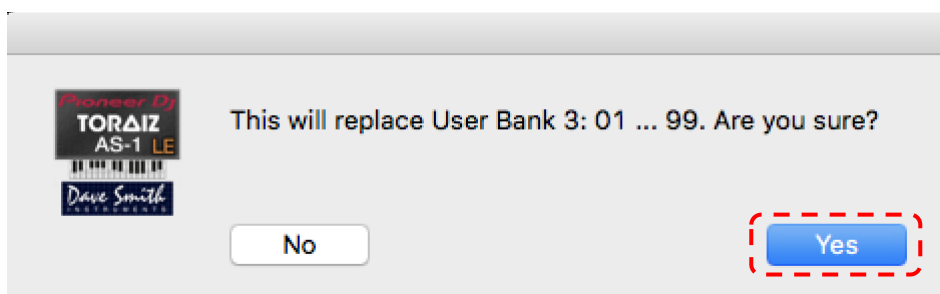 Pioneer Dj
TORAIZ
AS-1 LE
Dave Smith
INSTRUMENTS
This will replace User Bank 3: 01 ... 99. Are you sure?
No
Yes